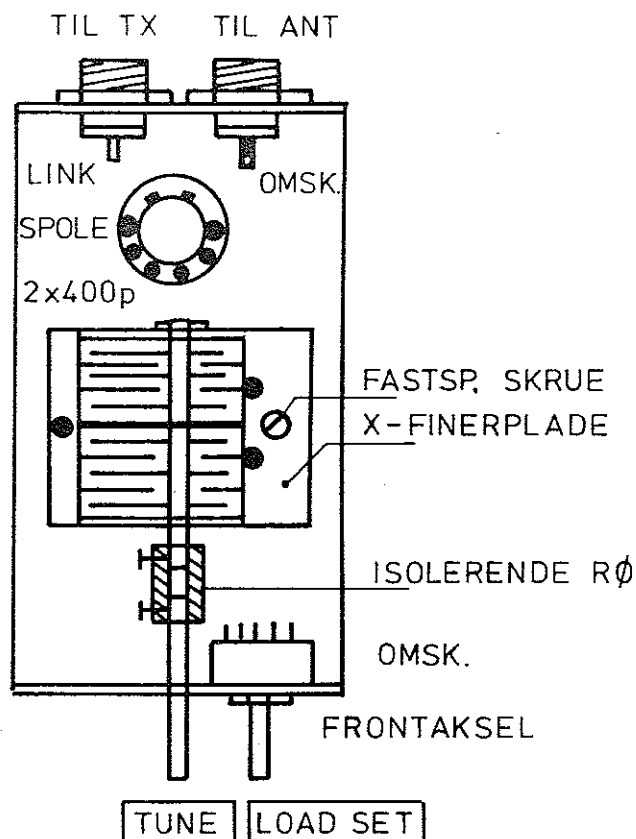 TIL TX TIL ANT
LINK
OMSK.
SPOLE
2x400p
FASTSP. SKRUE
X-FINERPLADE
ISOLERENDE RØ
OMSK.
FRONTAKSEL
TUNE LOAD SET